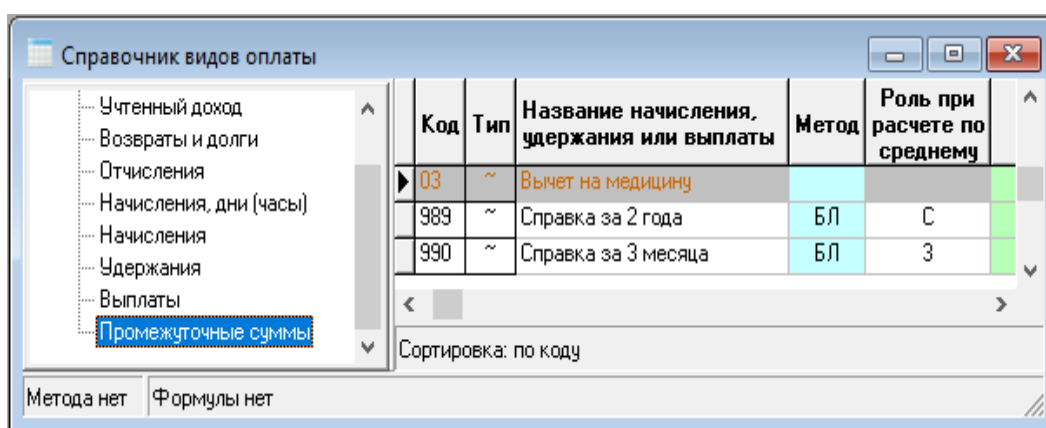 Справочник видов оплаты
Учтенный доход
Возвраты и долги
Отчисления
Начисления, дни (часы)
Начисления
Удержания
Выплаты
Промежуточные суммы
Код Тип Название начисления, удержания или выплаты Метод Роль при расчете по среднему
03 ~ Вычет на медицину
989 ~ Справка за 2 года БЛ С
990 ~ Справка за 3 месяца БЛ 3
Сортировка: по коду
Метода нет Формулы нет